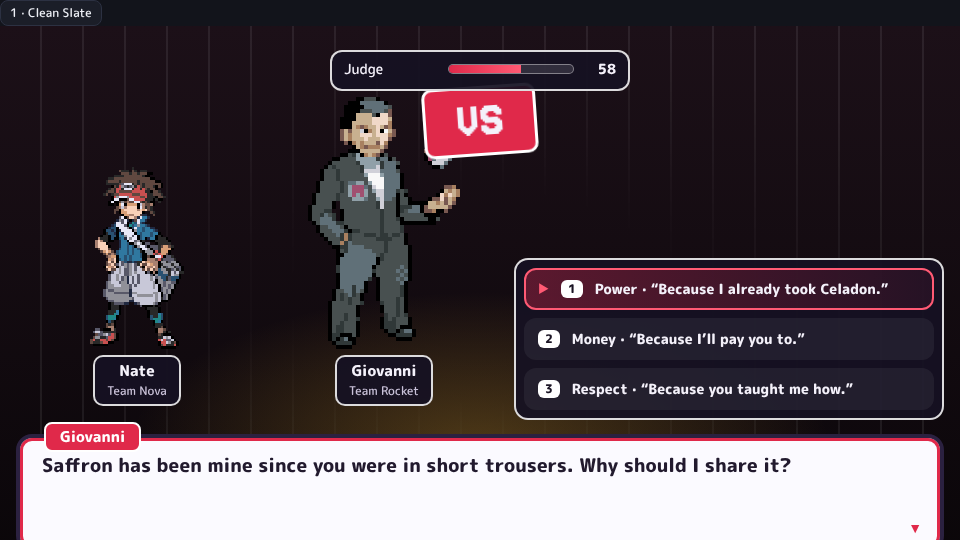 1 · Clean Slate
Judge 58
VS
Nate
Team Nova
Giovanni
Team Rocket
▶ 1 Power · “Because I already took Celadon.”
2 Money · “Because I’ll pay you to.”
3 Respect · “Because you taught me how.”
Giovanni
Saffron has been mine since you were in short trousers. Why should I share it?